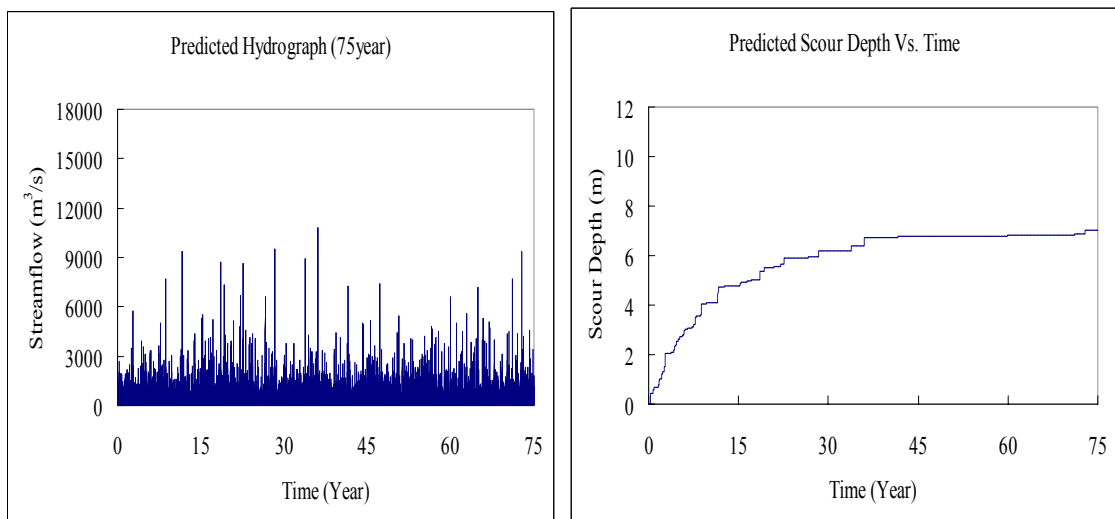 Predicted Hydrograph (75year)
Streamflow (m³/s)
18000
15000
12000
9000
6000
3000
0
0 15 30 45 60 75
Time (Year)
Predicted Scour Depth Vs. Time
Scour Depth (m)
12
10
8
6
4
2
0
0 15 30 45 60 75
Time (Year)